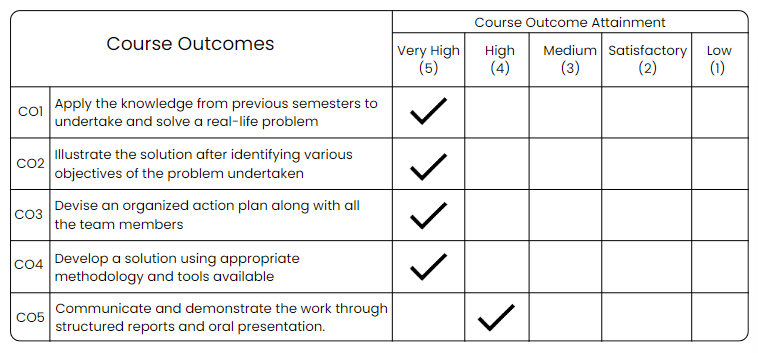 Course Outcomes
Course Outcome Attainment
Very High
(5)
High
(4)
Medium
(3)
Satisfactory
(2)
Low
(1)
CO1
Apply the knowledge from previous semesters to
undertake and solve a real-life problem
CO2
Illustrate the solution after identifying various
objectives of the problem undertaken
CO3
Devise an organized action plan along with all
the team members
CO4
Develop a solution using appropriate
methodology and tools available
CO5
Communicate and demonstrate the work through
structured reports and oral presentation.